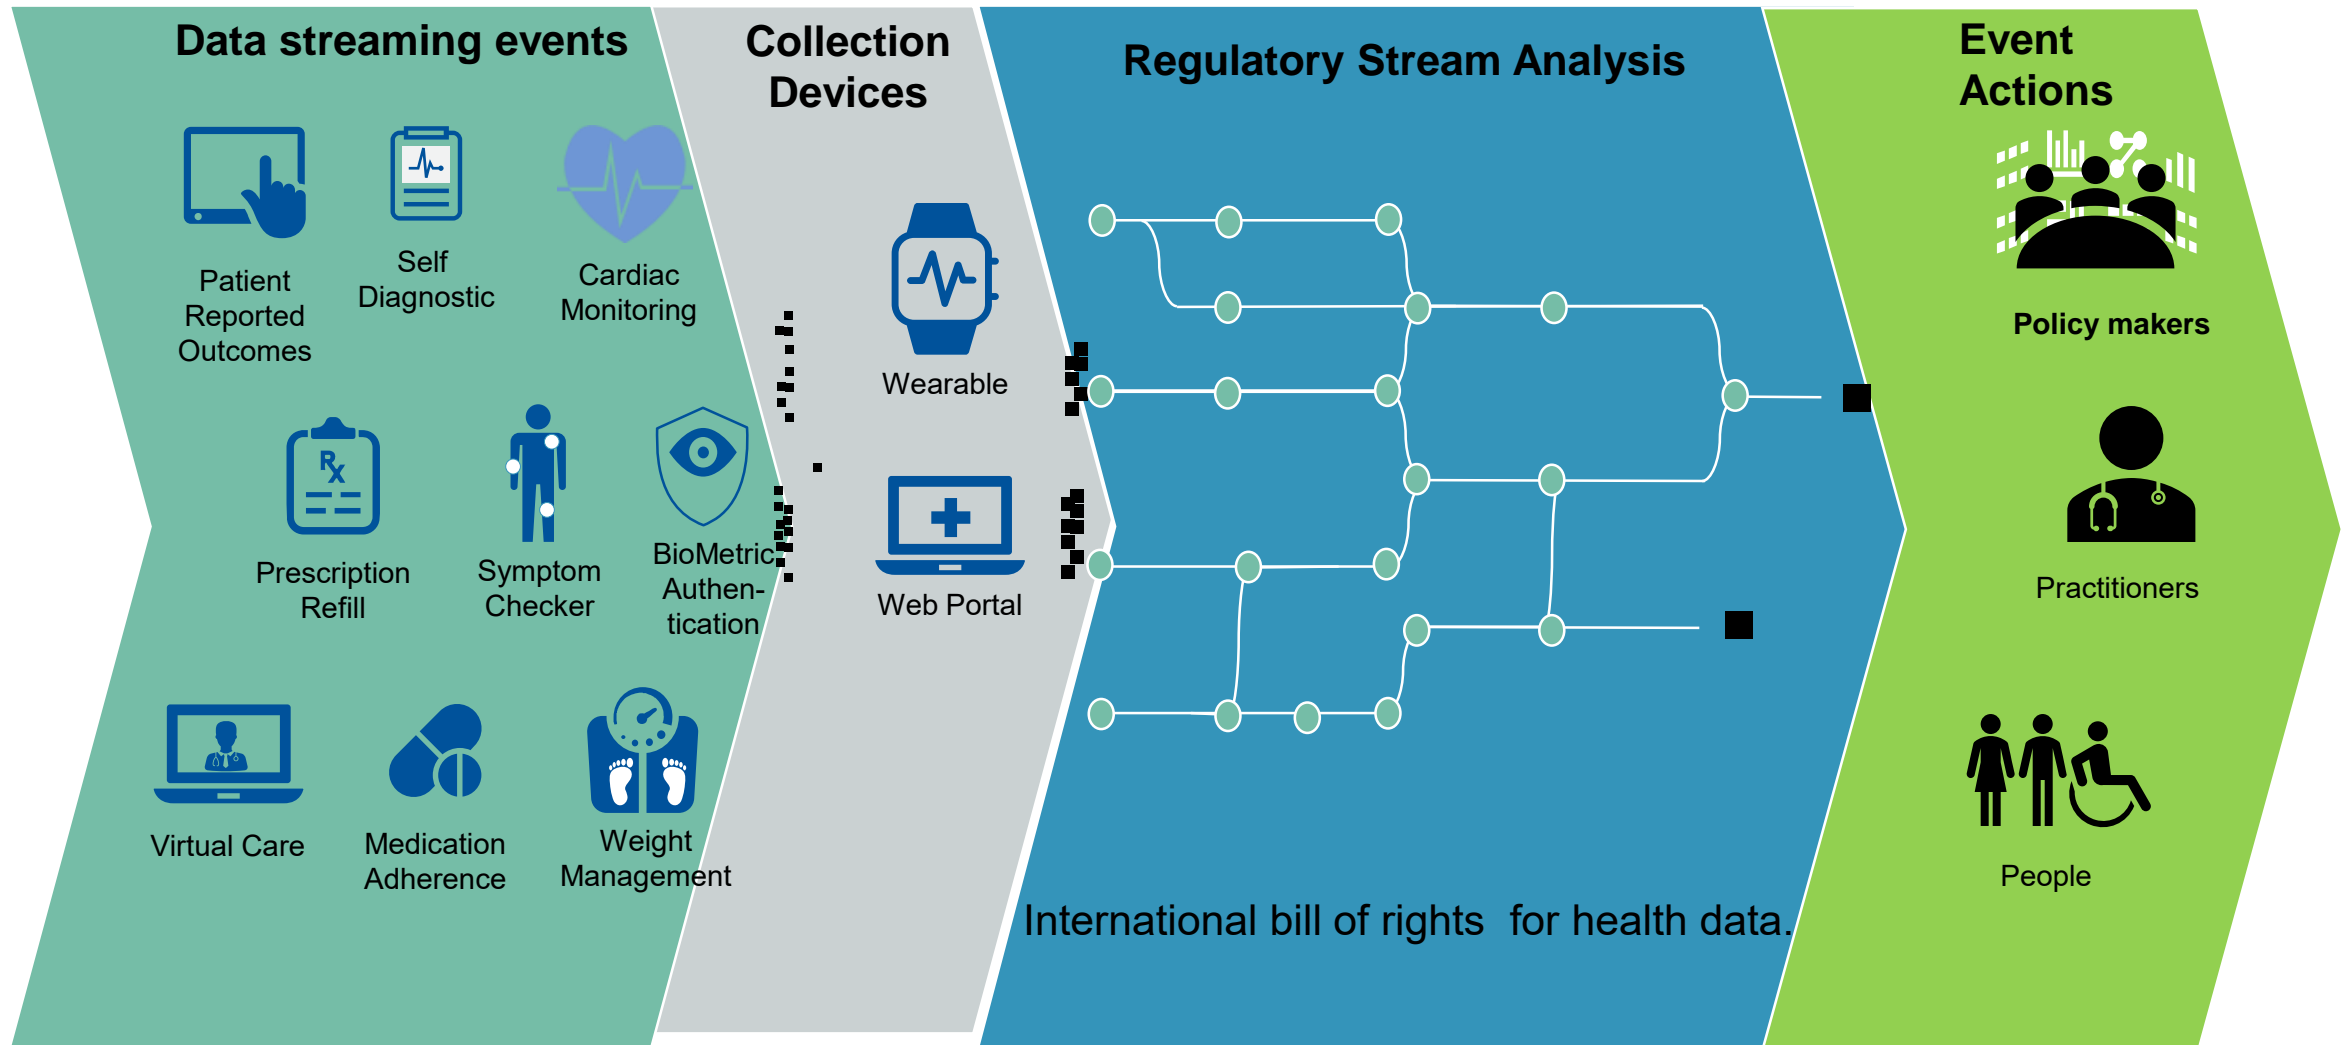 Data streaming events
Collection
Devices
Regulatory Stream Analysis
Event
Actions
Patient
Reported
Outcomes
Self
Diagnostic
Cardiac
Monitoring
Wearable
Policy makers
Rx
Prescription
Refill
Symptom
Checker
BioMetric
Authen-
tication
Web Portal
Practitioners
Virtual Care
Medication
Adherence
Weight
Management
People
International bill of rights  for health data.